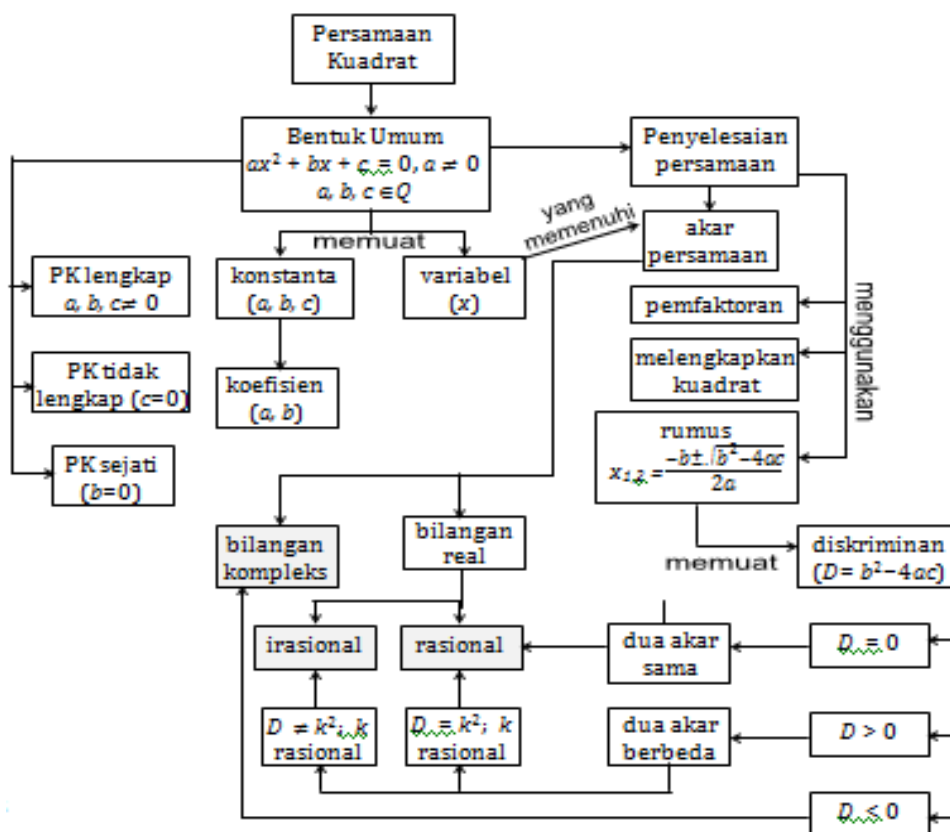 Persamaan
Kuadrat
Bentuk Umum
ax² + bx + c = 0, a ≠ 0
a, b, c ∈ Q
Penyelesaian
persamaan
yang
memenuhi
akar
persamaan
memuat
PK lengkap
a, b, c ≠ 0
konstanta
(a, b, c)
variabel
(x)
menggunakan
pemfaktoran
PK tidak
lengkap (c=0)
koefisien
(a, b)
melengkapkan
kuadrat
rumus
x₁,₂ = (−b ± √(b²−4ac))/2a
PK sejati
(b=0)
bilangan
kompleks
bilangan
real
memuat
diskriminan
(D = b²−4ac)
irasional
rasional
dua akar
sama
D = 0
D ≠ k²; k
rasional
D = k²; k
rasional
dua akar
berbeda
D > 0
D < 0